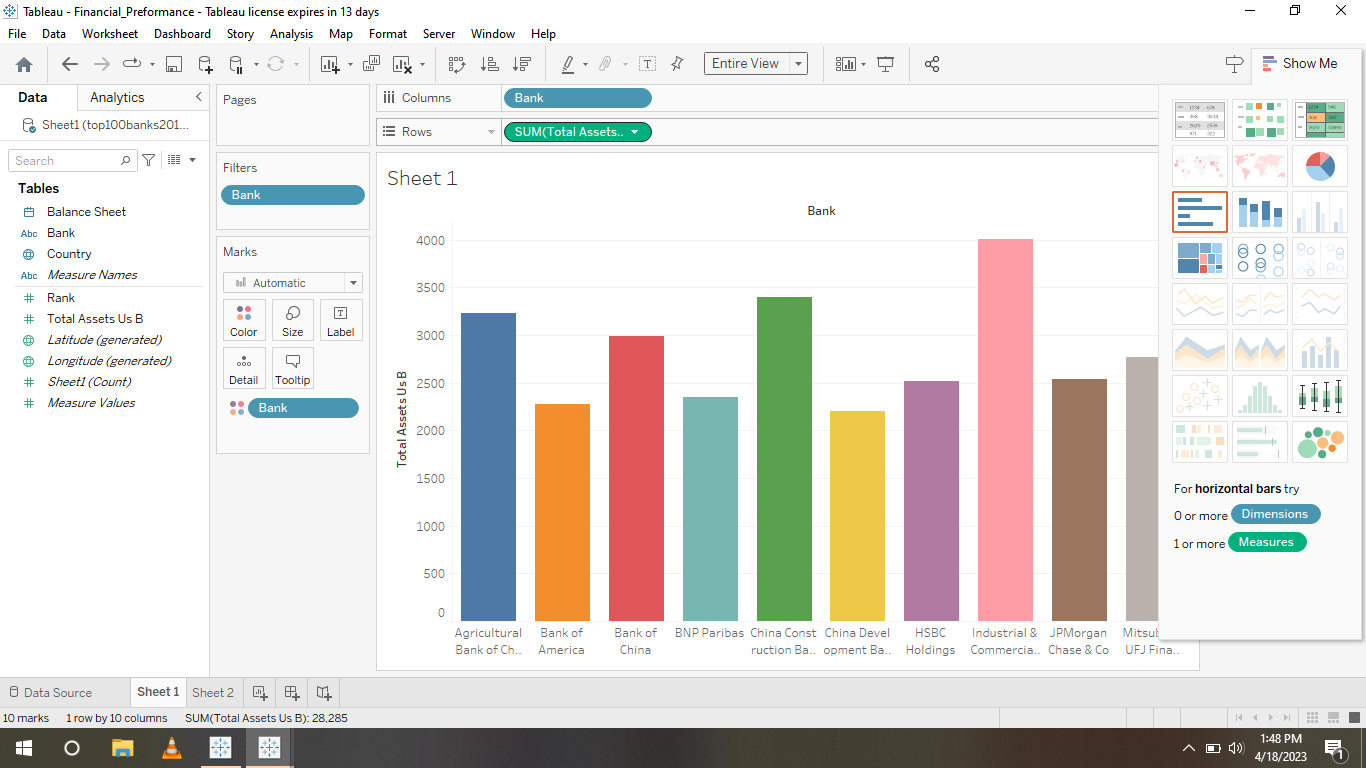 Tableau - Financial_Preformance - Tableau license expires in 13 days
File Data Worksheet Dashboard Story Analysis Map Format Server Window Help
Entire View
Show Me
Data Analytics
Sheet1 (top100banks201...
Search
Tables
Balance Sheet
Abc Bank
Country
Abc Measure Names
Rank
Total Assets Us B
Latitude (generated)
Longitude (generated)
Sheet1 (Count)
Measure Values
Pages
Filters
Bank
Marks
Automatic
Color Size Label
Detail Tooltip
Bank
Columns Bank
Rows SUM(Total Assets..
Sheet 1
Bank
Total Assets Us B
4000
3500
3000
2500
2000
1500
1000
500
0
Agricultural Bank of Ch..
Bank of America
Bank of China
BNP Paribas
China Const ruction Ba..
China Devel opment Ba..
HSBC Holdings
Industrial & Commercia..
JPMorgan Chase & Co
UFJ Fina..
For horizontal bars try
0 or more Dimensions
1 or more Measures
Data Source Sheet 1 Sheet 2
10 marks 1 row by 10 columns SUM(Total Assets Us B): 28,285
1:48 PM
4/18/2023
1